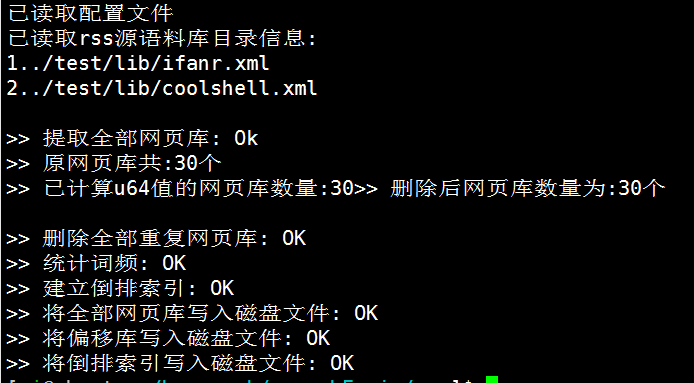 已读取配置文件
已读取rss源语料库目录信息:
1../test/lib/ifanr.xml
2../test/lib/coolshell.xml
>> 提取全部网页库: Ok
>> 原网页库共:30个
>> 已计算u64值的网页库数量:30>> 删除后网页库数量为:30个
>> 删除全部重复网页库: OK
>> 统计词频: OK
>> 建立倒排索引: OK
>> 将全部网页库写入磁盘文件: OK
>> 将偏移库写入磁盘文件: OK
>> 将倒排索引写入磁盘文件: OK